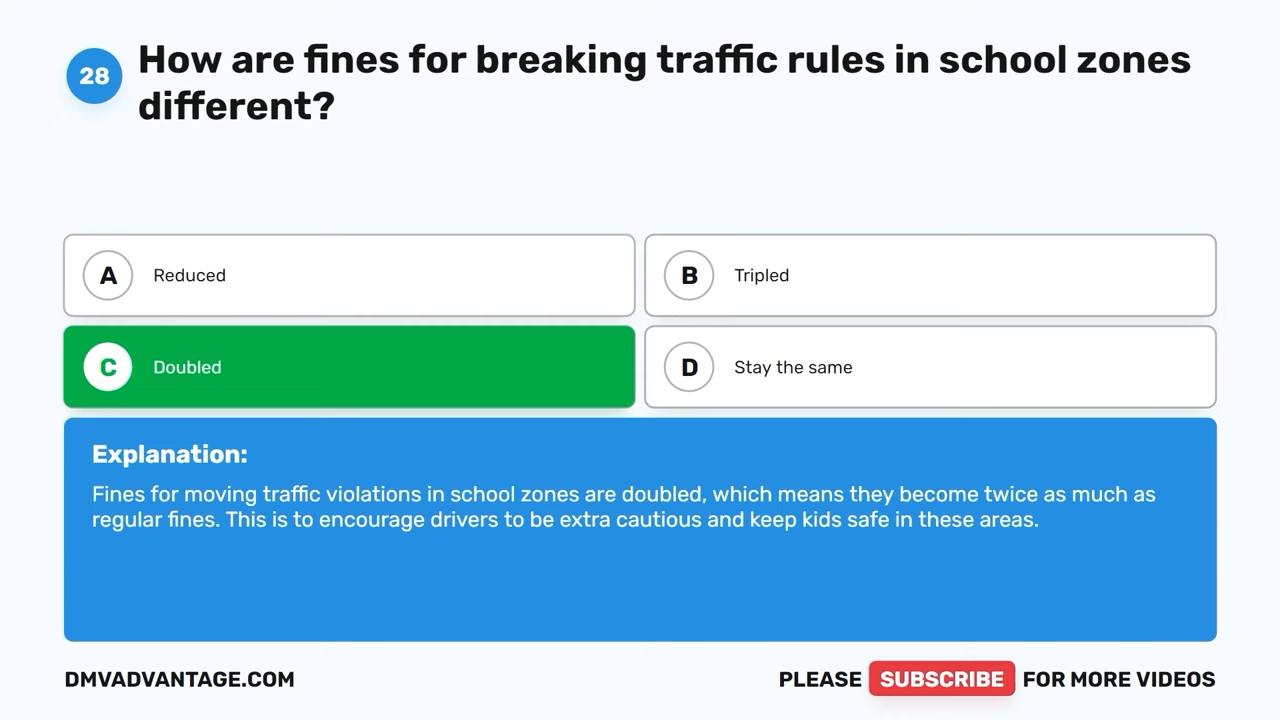 28
How are fines for breaking traffic rules in school zones
different?
A
Reduced
B
Tripled
C
Doubled
D
Stay the same
Explanation:
Fines for moving traffic violations in school zones are doubled, which means they become twice as much as
regular fines. This is to encourage drivers to be extra cautious and keep kids safe in these areas.
DMVADVANTAGE.COM
PLEASE SUBSCRIBE FOR MORE VIDEOS